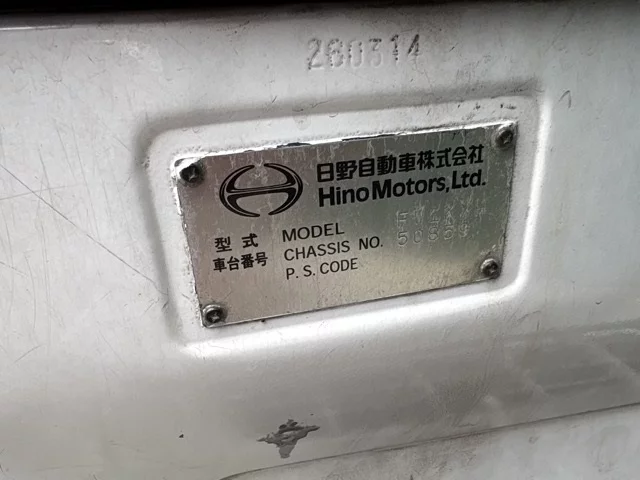 280314
日野自動車株式会社
Hino Motors, Ltd.
型式 MODEL
車台番号 CHASSIS NO.
P.S. CODE